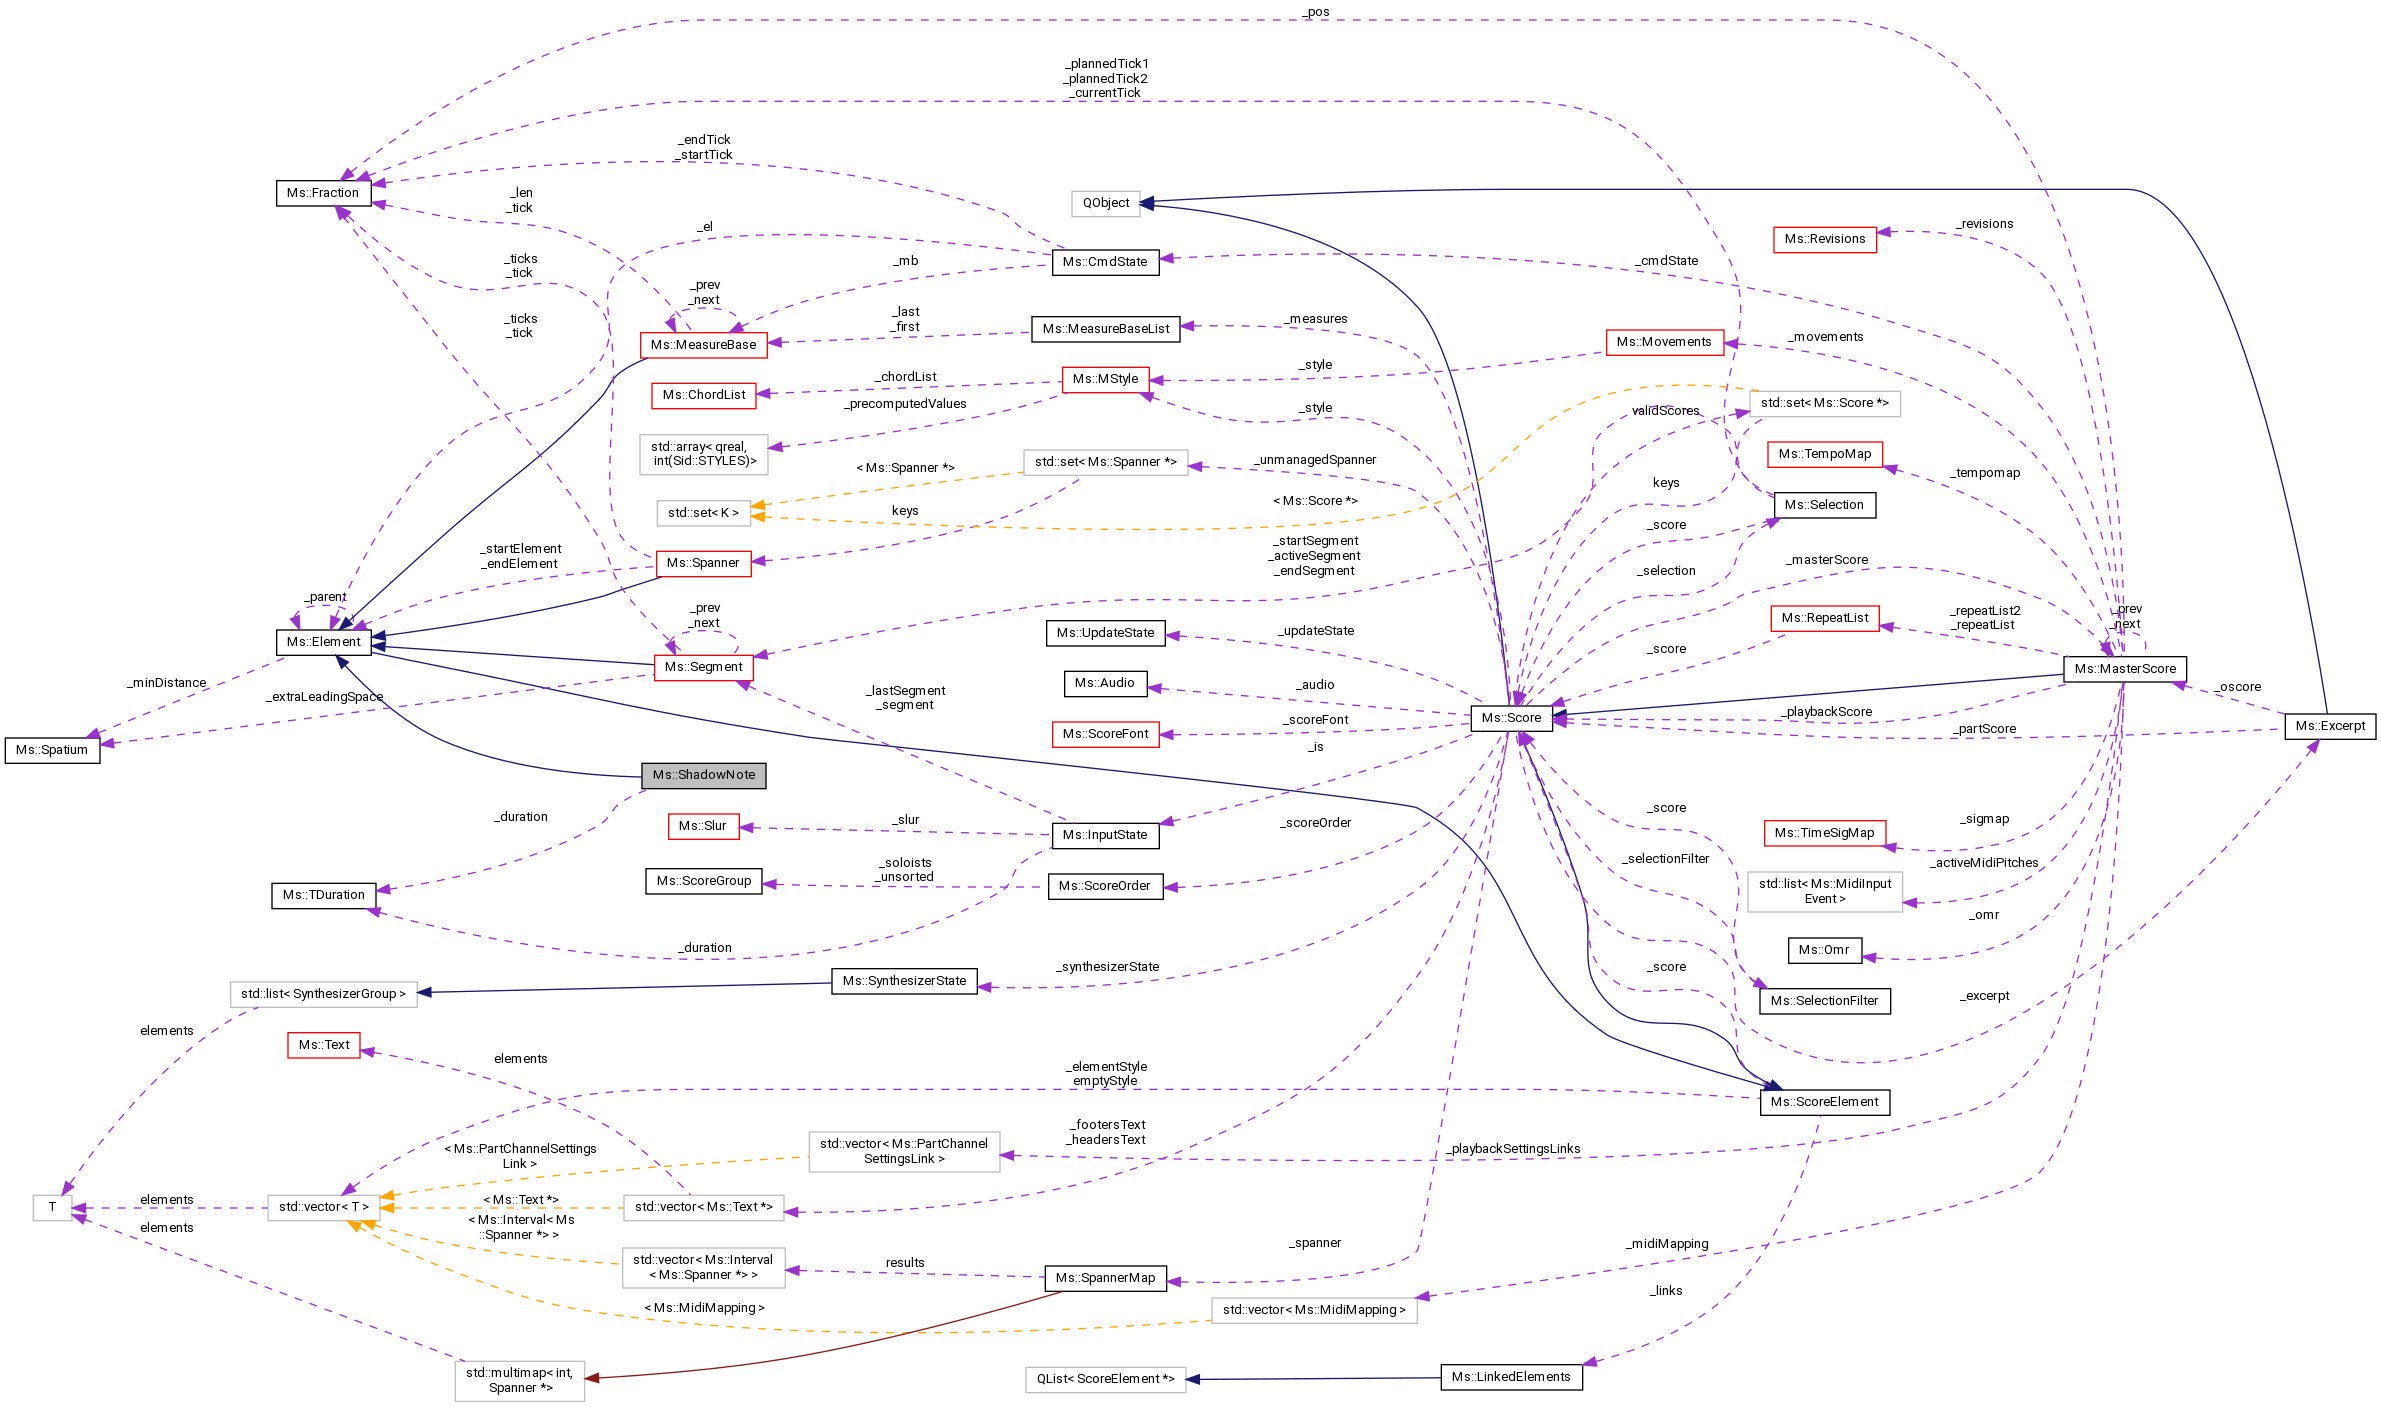 _pos
_plannedTick1
_plannedTick2
_currentTick
_endTick
_startTick
Ms::Fraction
_len
_tick
QObject
_el
_revisions
Ms::Revisions
_ticks
_tick
_mb
Ms::CmdState
_cmdState
_prev
_next
_last
_first
Ms::MeasureBaseList
_measures
_ticks
_tick
Ms::MeasureBase
Ms::Movements
_movements
_style
Ms::ChordList
_chordList
Ms::MStyle
_precomputedValues
_style
validScores
std::set< Ms::Score *>
std::array< qreal,
int(Sid::STYLES)>
< Ms::Spanner *>
std::set< Ms::Spanner *>
_unmanagedSpanner
Ms::TempoMap
_tempomap
std::set< K >
keys
< Ms::Score *>
keys
Ms::Selection
_score
_startElement
_endElement
Ms::Spanner
_startSegment
_activeSegment
_endSegment
_selection
_masterScore
_parent
_prev
_next
Ms::RepeatList
_repeatList2
_repeatList
_prev
_next
Ms::Element
Ms::UpdateState
_updateState
_score
Ms::Segment
Ms::MasterScore
_minDistance
_extraLeadingSpace
_lastSegment
_segment
Ms::Audio
_audio
_oscore
Ms::Score
_playbackScore
Ms::ScoreFont
_scoreFont
_partScore
Ms::Excerpt
Ms::Spatium
_is
Ms::ShadowNote
_duration
Ms::Slur
_slur
Ms::InputState
_scoreOrder
_score
Ms::TimeSigMap
_sigmap
Ms::TDuration
Ms::ScoreGroup
_soloists
_unsorted
Ms::ScoreOrder
_selectionFilter
std::list< Ms::MidiInput
Event >
_activeMidiPitches
_omr
_duration
Ms::Omr
Ms::SynthesizerState
_synthesizerState
_score
std::list< SynthesizerGroup >
Ms::SelectionFilter
_excerpt
elements
Ms::Text
elements
_elementStyle
emptyStyle
Ms::ScoreElement
< Ms::PartChannelSettings
Link >
std::vector< Ms::PartChannel
SettingsLink >
_footersText
_headersText
_playbackSettingsLinks
T
elements
std::vector< T >
< Ms::Text *>
std::vector< Ms::Text *>
elements
< Ms::Interval< Ms
::Spanner *> >
std::vector< Ms::Interval
< Ms::Spanner *> >
results
Ms::SpannerMap
_spanner
_midiMapping
< Ms::MidiMapping >
std::vector< Ms::MidiMapping >
_links
std::multimap< int,
Spanner *>
QList< ScoreElement *>
Ms::LinkedElements